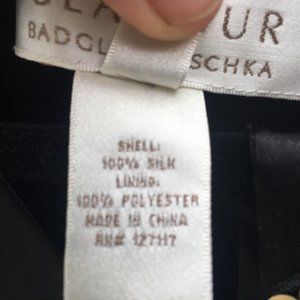 BADGL SCHKA
SHELL:
100% SILK
LINING:
100% POLYESTER
MADE IN CHINA
RN# 127117